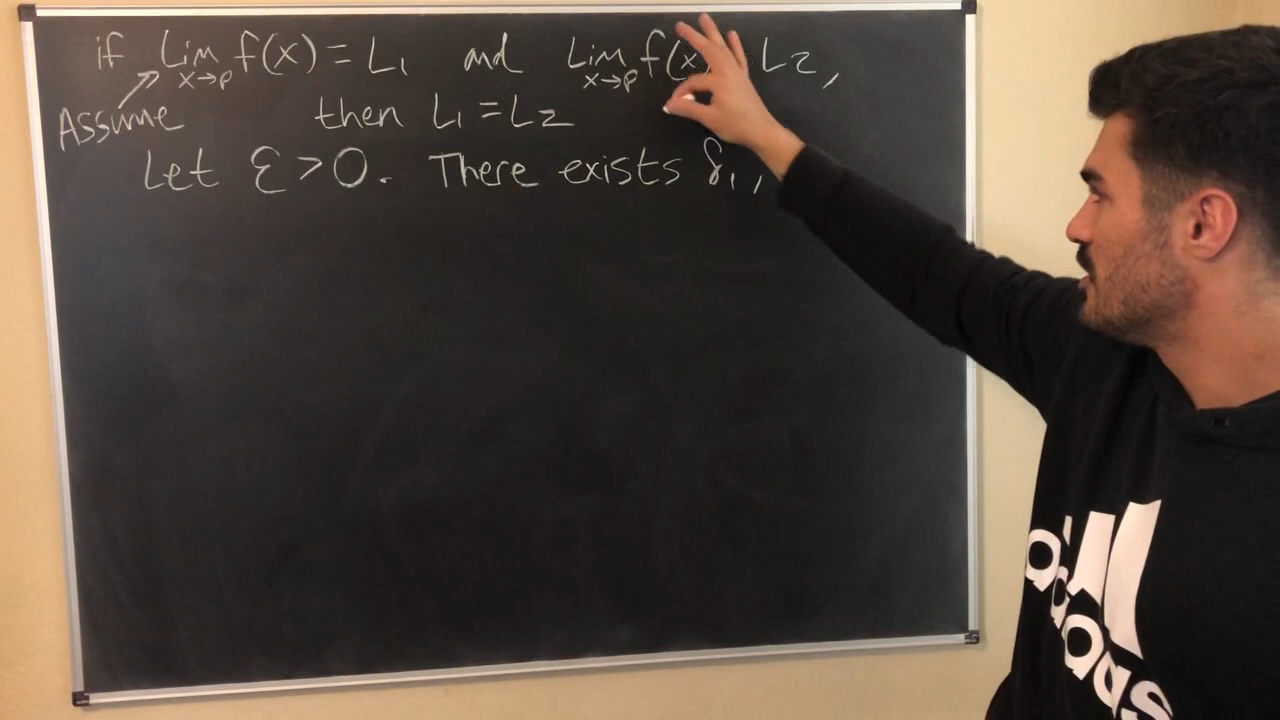 if Lim f(x) = L₁ and Lim f(x) L₂,
x→p x→p
Assume then L₁ = L₂
Let ε > 0. There exists δ₁,
adidas